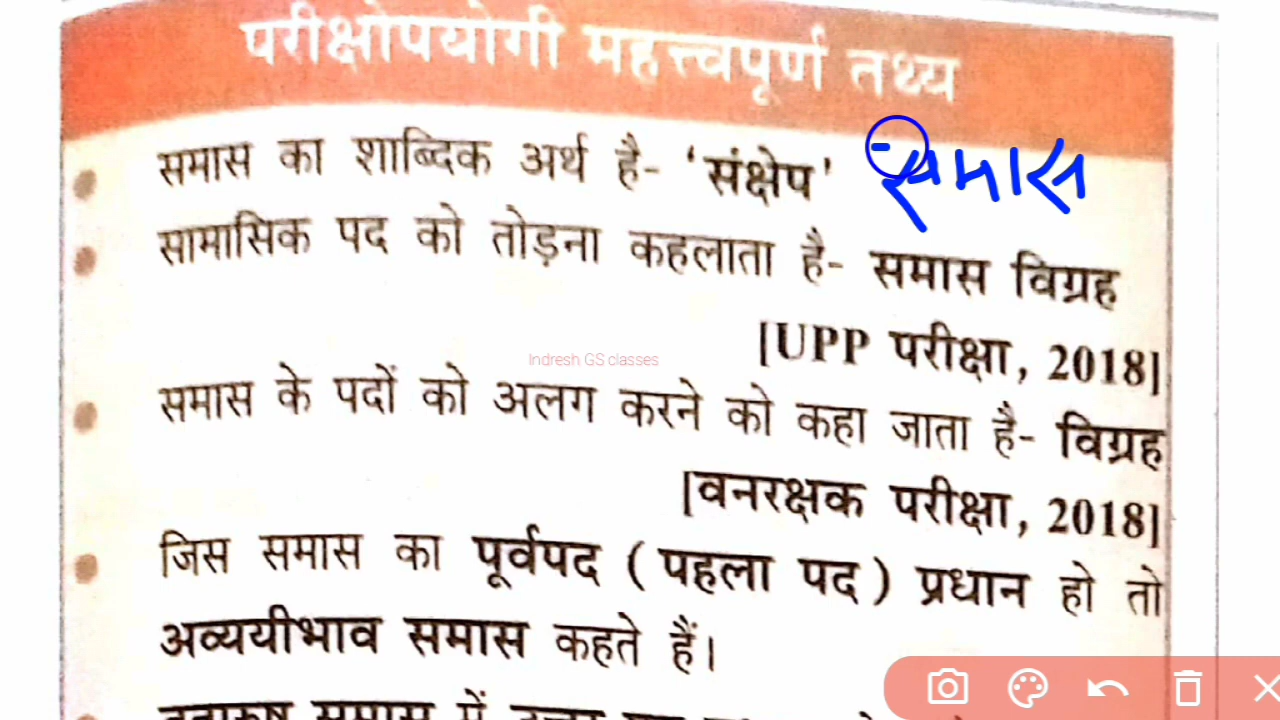 परीक्षोपयोगी महत्त्वपूर्ण तथ्य
समास का शाब्दिक अर्थ है- 'संक्षेप' समास
सामासिक पद को तोड़ना कहलाता है- समास विग्रह
[UPP परीक्षा, 2018]
Indresh GS classes
समास के पदों को अलग करने को कहा जाता है- विग्रह
[वनरक्षक परीक्षा, 2018]
जिस समास का पूर्वपद ( पहला पद ) प्रधान हो तो
अव्ययीभाव समास कहते हैं।
समास में